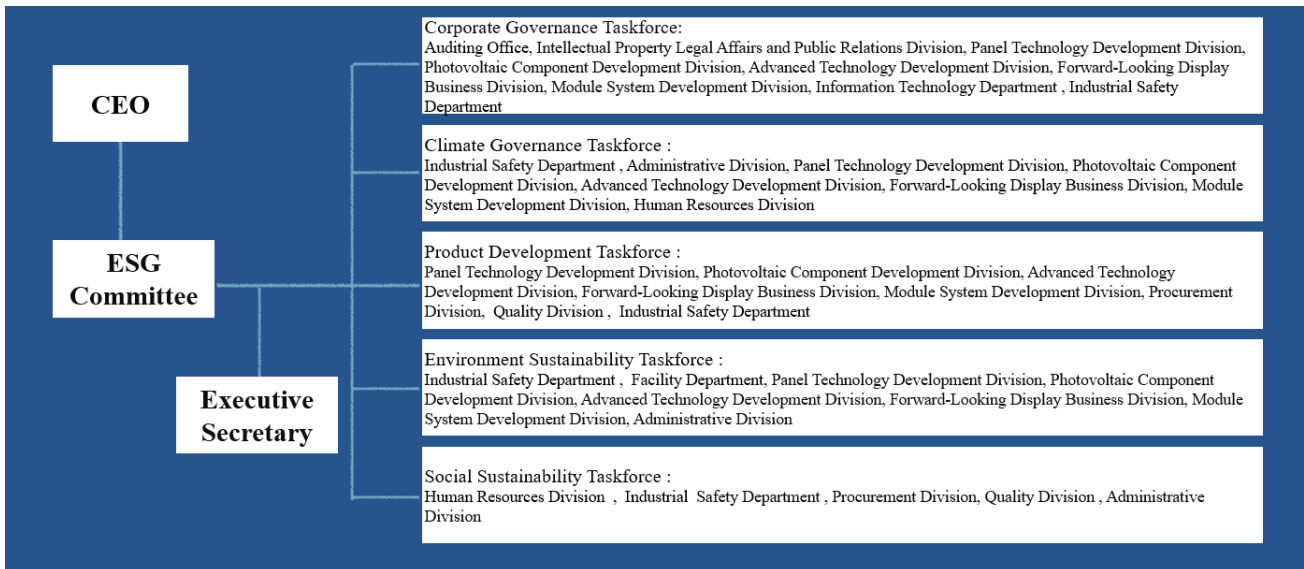 CEO
ESG
Committee
Executive
Secretary
Corporate Governance Taskforce:
Auditing Office, Intellectual Property Legal Affairs and Public Relations Division, Panel Technology Development Division,
Photovoltaic Component Development Division, Advanced Technology Development Division, Forward-Looking Display
Business Division, Module System Development Division, Information Technology Department , Industrial Safety
Department
Climate Governance Taskforce :
Industrial Safety Department , Administrative Division, Panel Technology Development Division, Photovoltaic Component
Development Division, Advanced Technology Development Division, Forward-Looking Display Business Division, Module
System Development Division, Human Resources Division
Product Development Taskforce :
Panel Technology Development Division, Photovoltaic Component Development Division, Advanced Technology
Development Division, Forward-Looking Display Business Division, Module System Development Division, Procurement
Division,  Quality Division ,  Industrial Safety Department
Environment Sustainability Taskforce :
Industrial Safety Department ,  Facility Department, Panel Technology Development Division, Photovoltaic Component
Development Division, Advanced Technology Development Division, Forward-Looking Display Business Division, Module
System Development Division, Administrative Division
Social Sustainability Taskforce :
Human Resources Division  ,  Industrial  Safety Department , Procurement Division, Quality Division , Administrative
Division